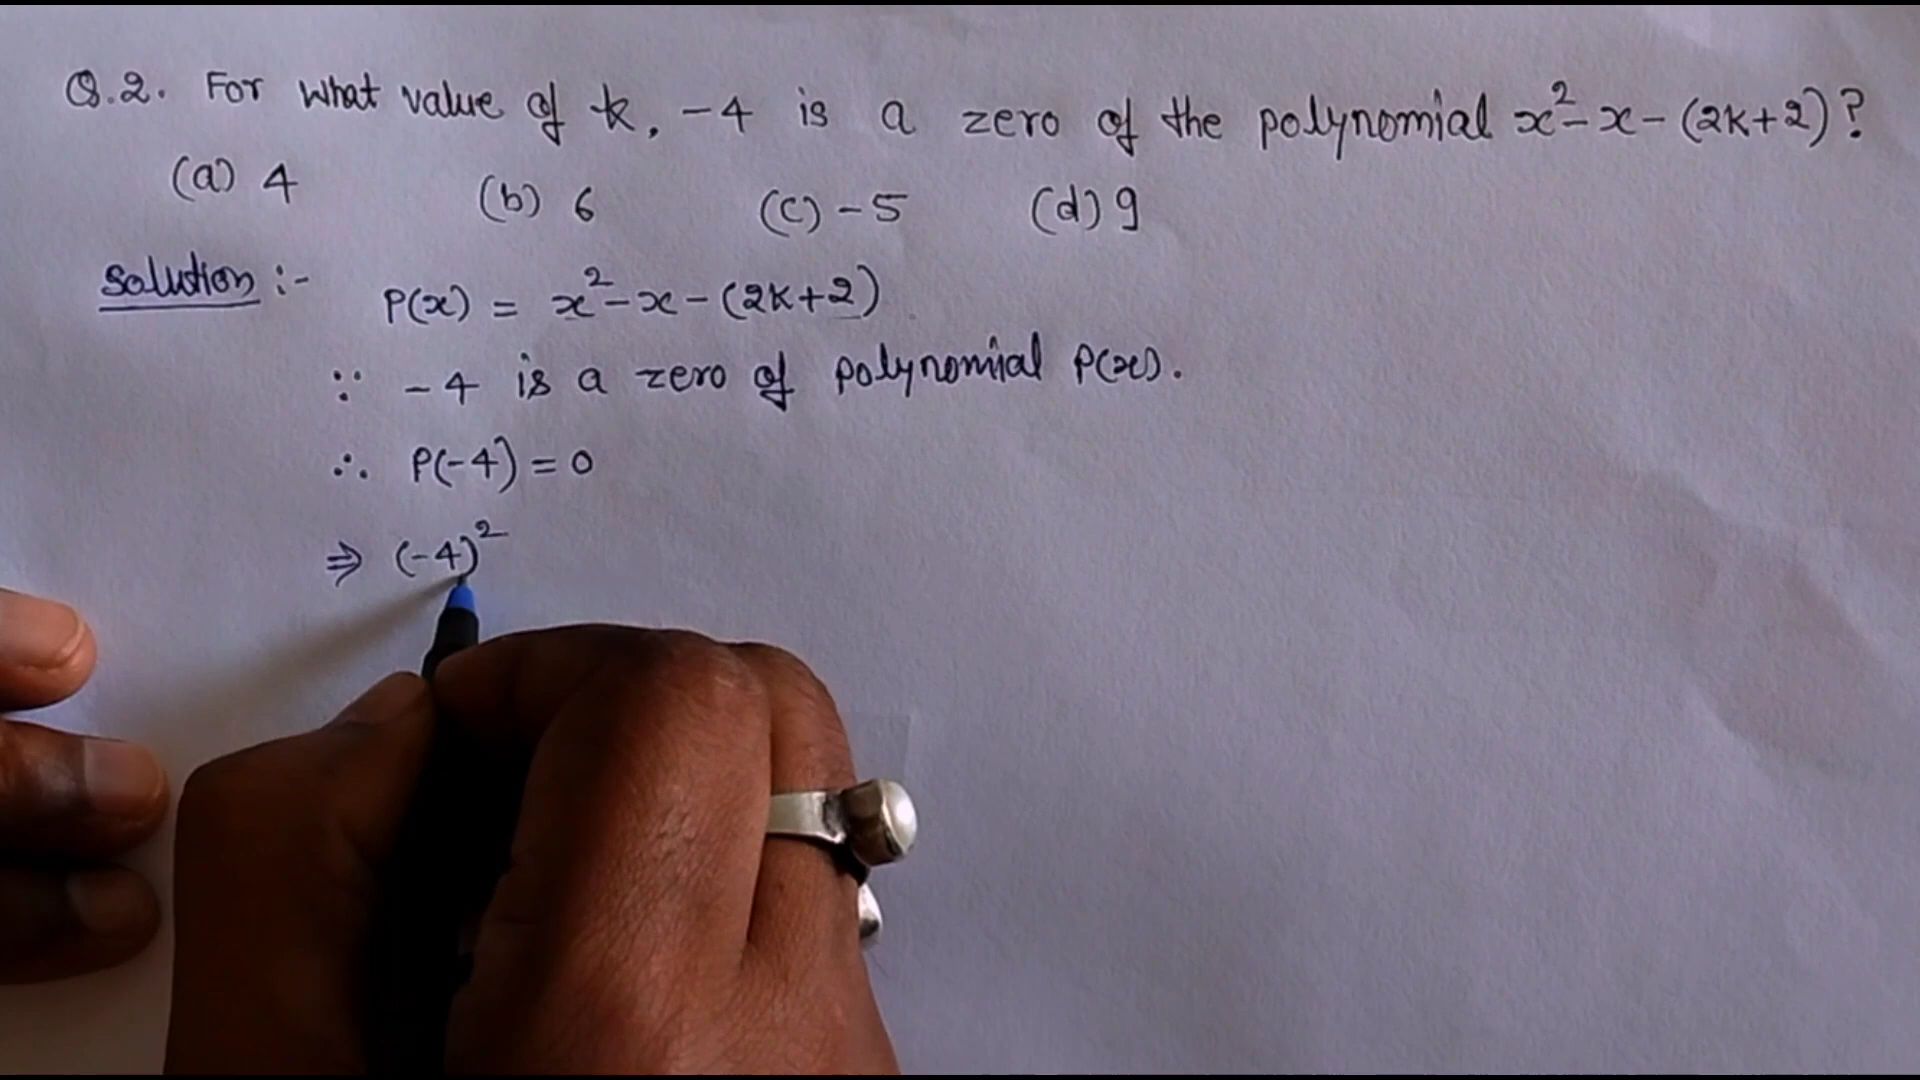 Q.2. For what value of k, -4 is a zero of the polynomial x²-x-(2k+2)?
(a) 4 (b) 6 (c) -5 (d) 9
Solution :- P(x) = x²-x-(2k+2)
∵ -4 is a zero of polynomial P(x).
∴ P(-4) = 0
⇒ (-4)²